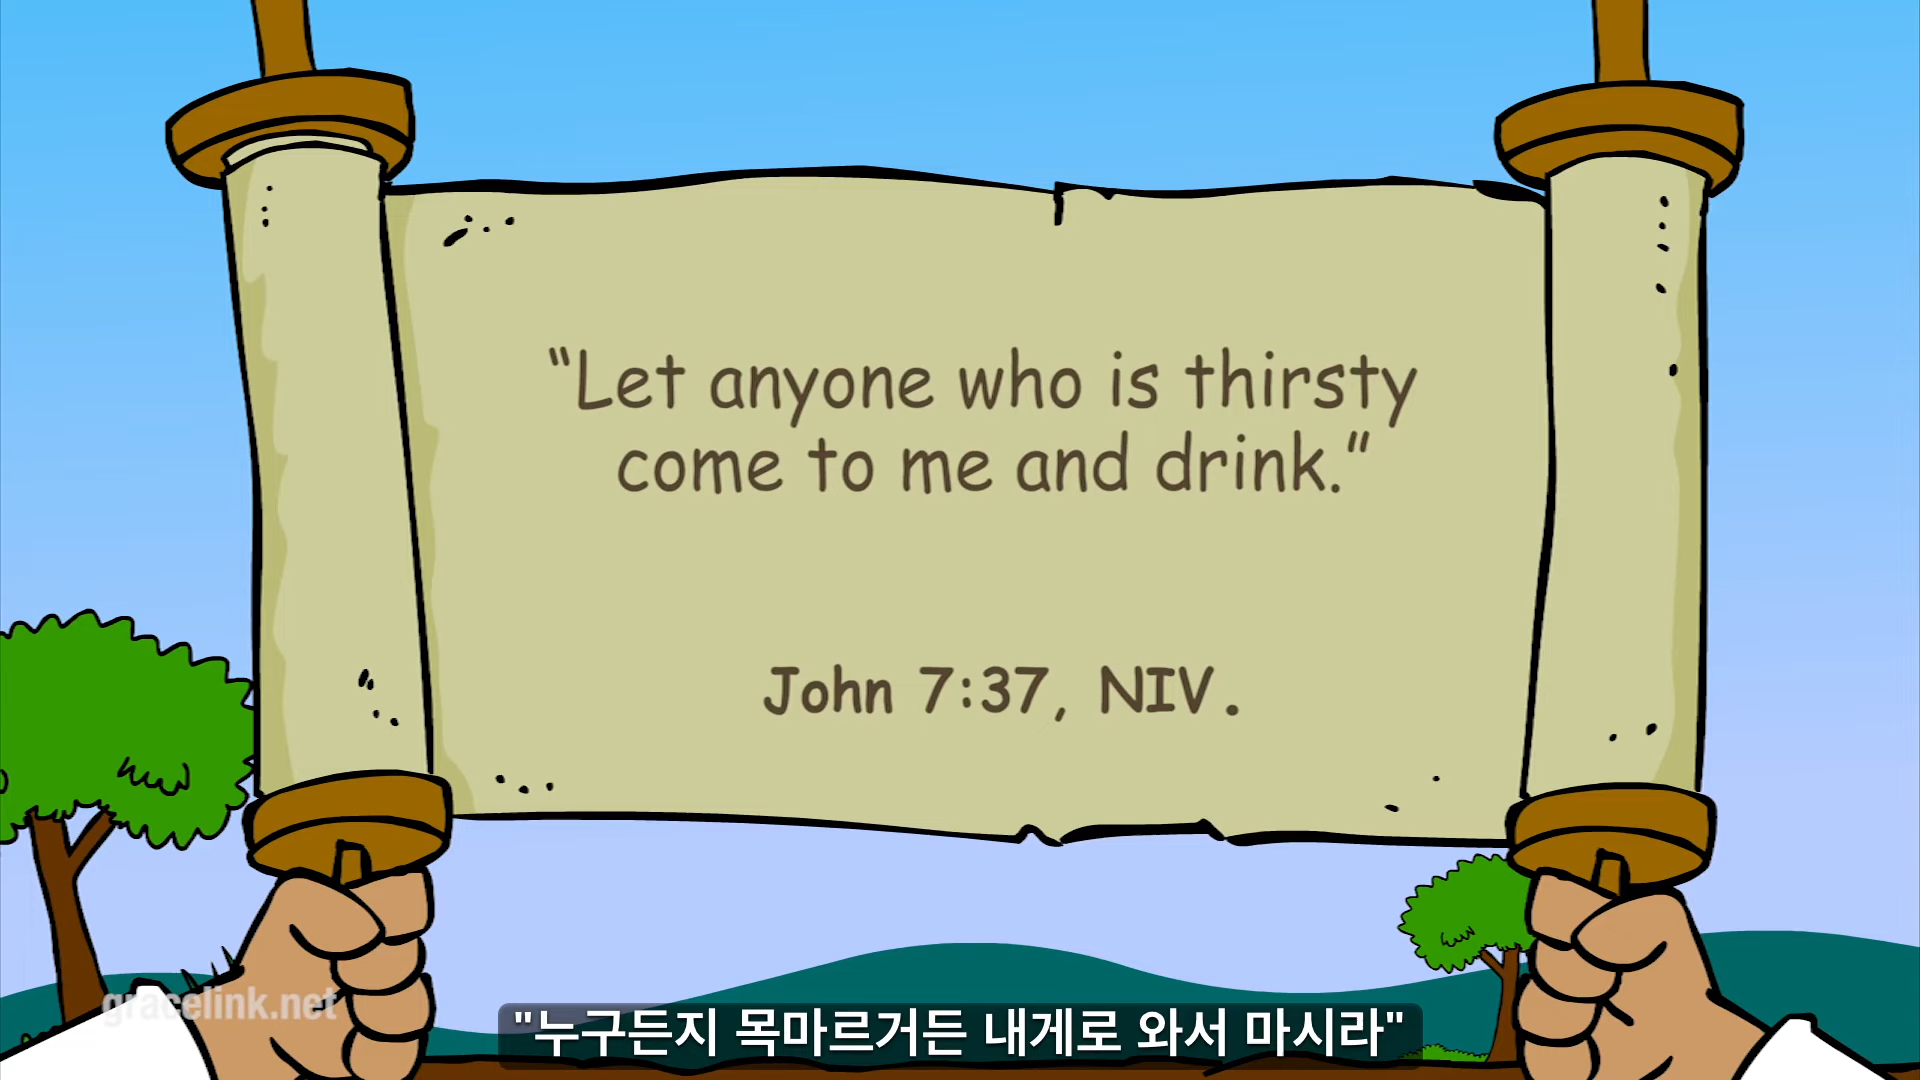 “Let anyone who is thirsty
come to me and drink.”
John 7:37, NIV.
gracelink.net
"누구든지 목마르거든 내게로 와서 마시라"